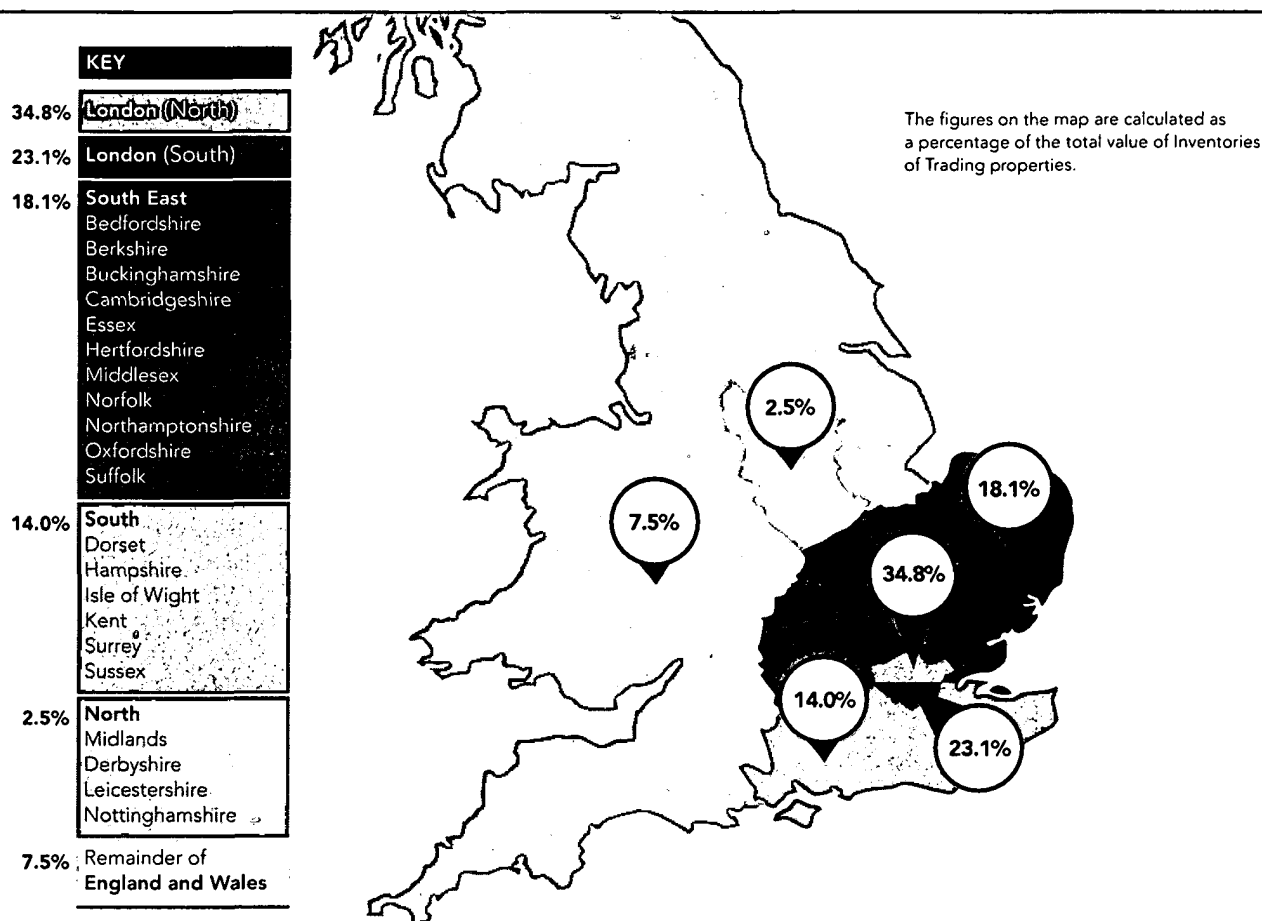 KEY
34.8% London (North)
23.1% London (South)
18.1% South East
Bedfordshire
Berkshire
Buckinghamshire
Cambridgeshire
Essex
Hertfordshire
Middlesex
Norfolk
Northamptonshire
Oxfordshire
Suffolk
14.0% South
Dorset
Hampshire
Isle of Wight
Kent
Surrey
Sussex
2.5% North
Midlands
Derbyshire
Leicestershire
Nottinghamshire
7.5% Remainder of
England and Wales
The figures on the map are calculated as
a percentage of the total value of Inventories
of Trading properties.
2.5%
18.1%
7.5%
34.8%
14.0%
23.1%